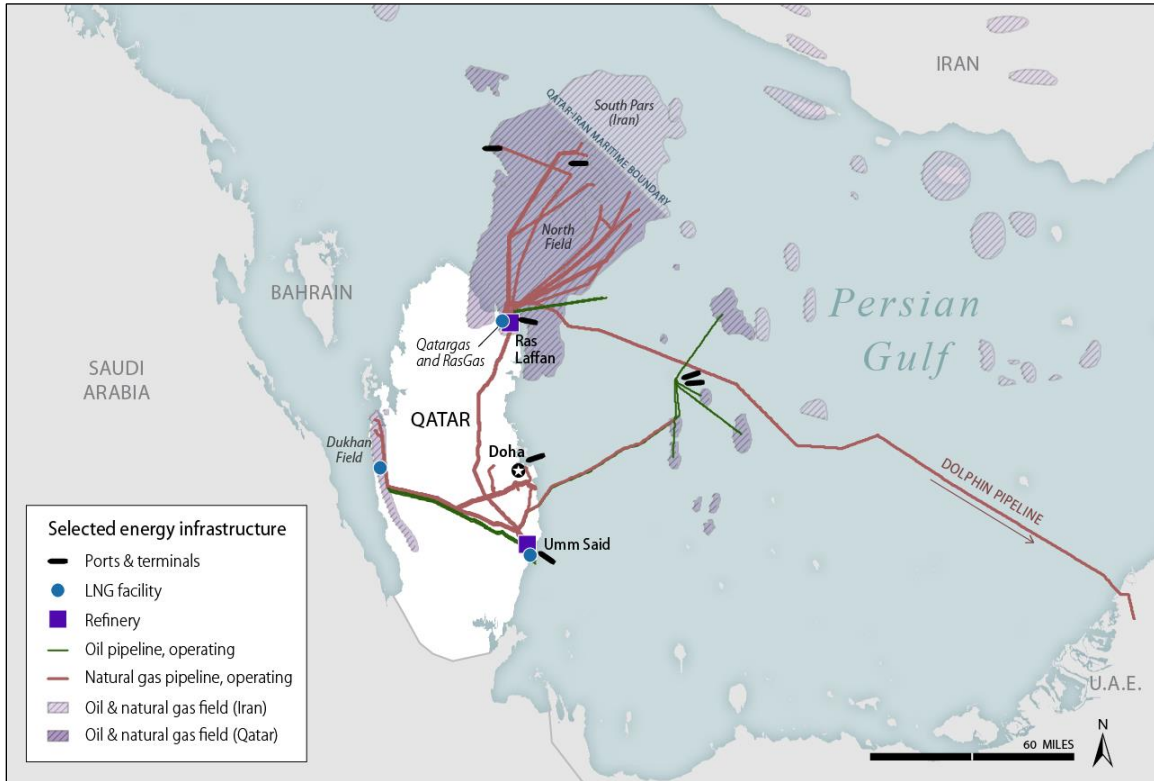 IRAN
South Pars
(Iran)
QATAR-IRAN MARITIME BOUNDARY
North
Field
BAHRAIN
Persian
Gulf
Qatargas
and RasGas
Ras
Laffan
SAUDI
ARABIA
QATAR
Dukhan
Field
Doha
DOLPHIN PIPELINE
Umm Said
U.A.E.
Selected energy infrastructure
Ports & terminals
LNG facility
Refinery
Oil pipeline, operating
Natural gas pipeline, operating
Oil & natural gas field (Iran)
Oil & natural gas field (Qatar)
N
60 MILES